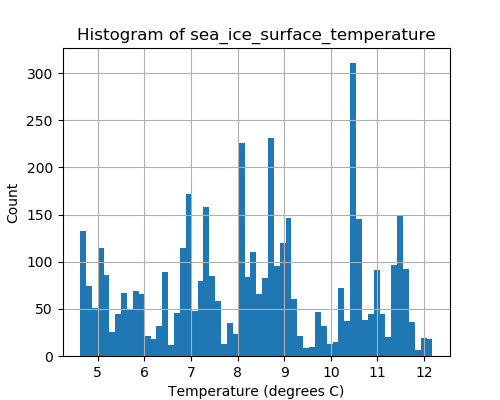 Histogram of sea_ice_surface_temperature
300
250
200
150
100
50
0
Count
5 6 7 8 9 10 11 12
Temperature (degrees C)